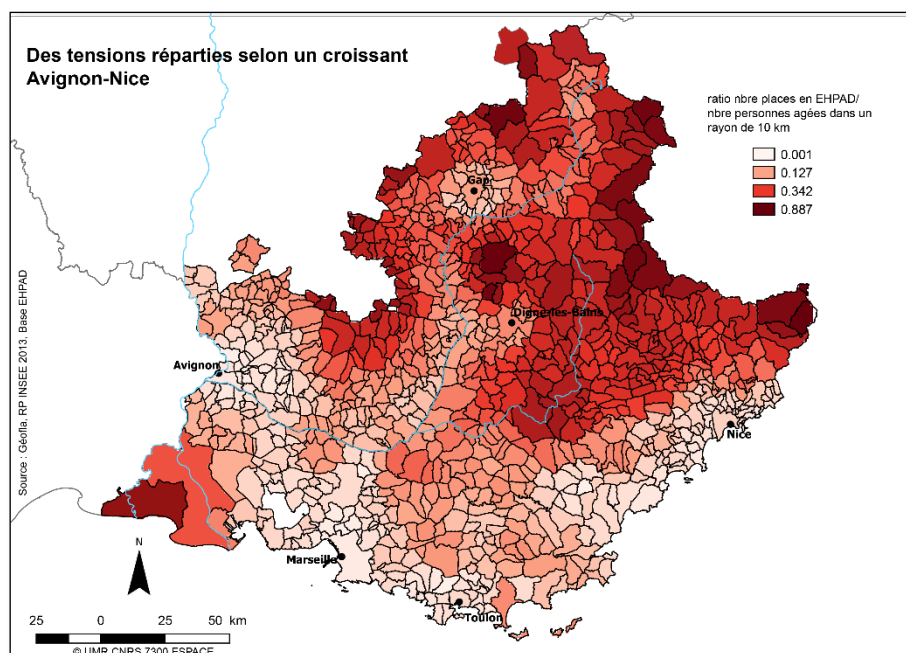 Des tensions réparties selon un croissant
Avignon-Nice
ratio nbre places en EHPAD/
nbre personnes agées dans un
rayon de 10 km
0.001
0.127
0.342
0.887
Gap
Digne-les-Bains
Avignon
Nice
Marseille
Toulon
Source : Géofla, RP INSEE 2013, Base EHPAD
N
25 0 25 50 km
© UMR CNRS 7300 ESPACE